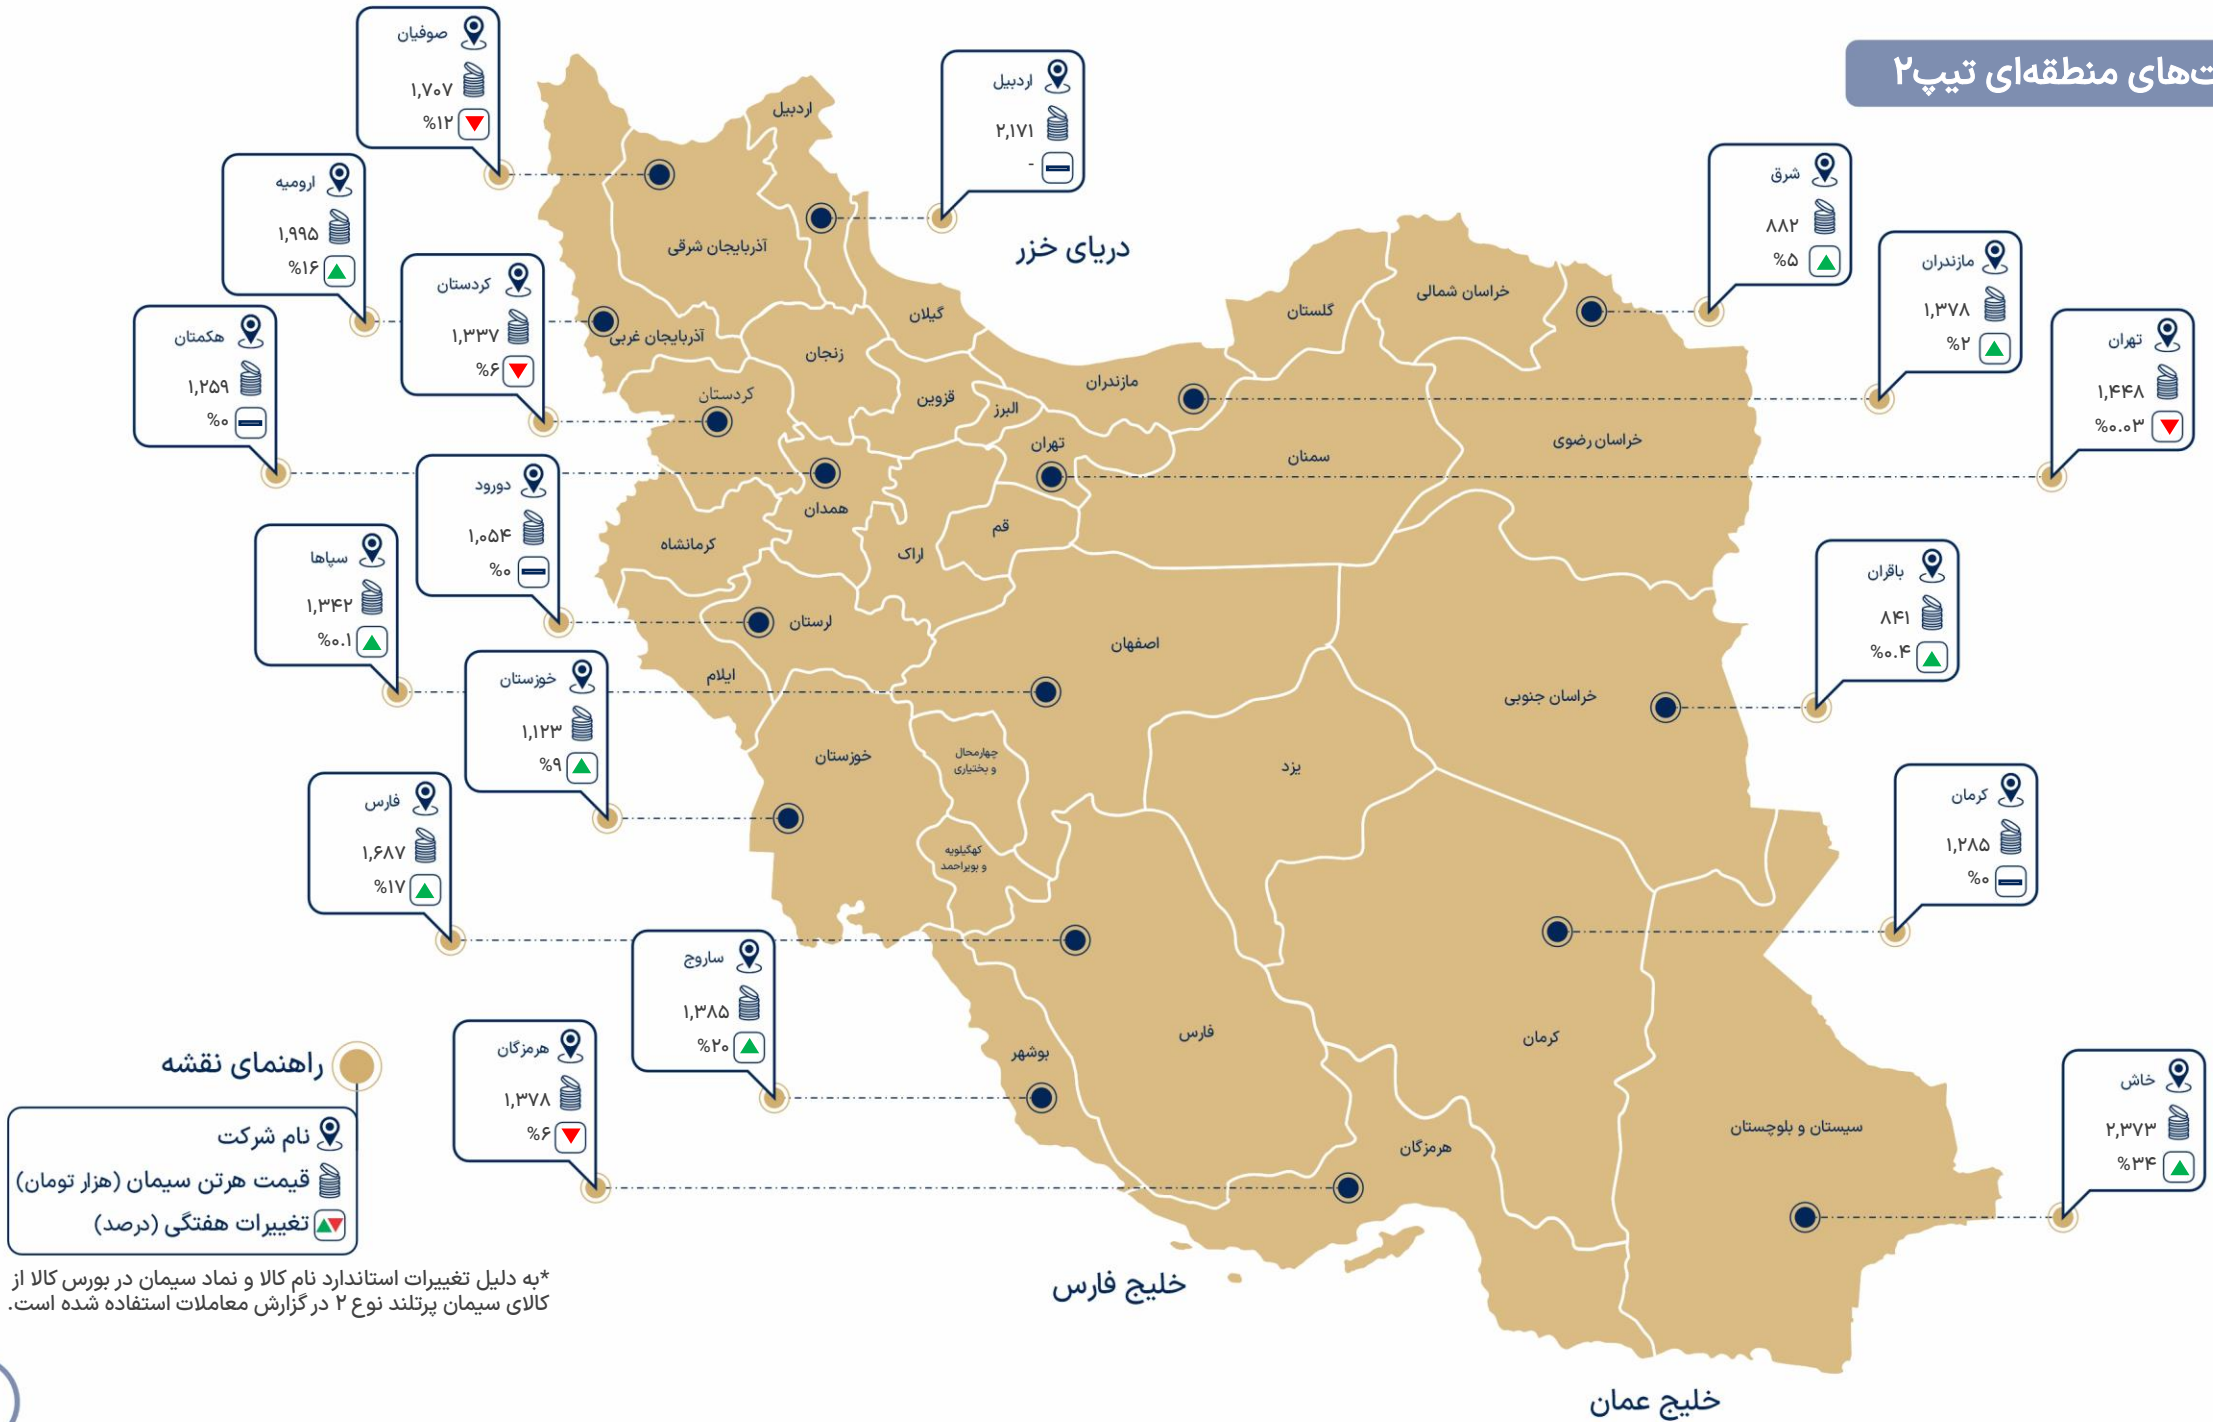 ت‌های منطقه‌ای تیپ۲
صوفیان
۱,۷۰۷
%۱۲
اردبیل
۲,۱۷۱
-
ارومیه
۱,۹۹۵
%۱۶
شرق
۸۸۲
%۵
مازندران
۱,۳۷۸
%۲
کردستان
۱,۳۳۷
%۶
هکمتان
۱,۲۵۹
%۰
تهران
۱,۴۴۸
%۰.۰۳
دورود
۱,۰۵۴
%۰
سپاها
۱,۳۴۲
%۰.۱
باقران
۸۴۱
%۰.۴
خوزستان
۱,۱۲۳
%۹
فارس
۱,۶۸۷
%۱۷
کرمان
۱,۲۸۵
%۰
ساروج
۱,۳۸۵
%۲۰
هرمزگان
۱,۳۷۸
%۶
خاش
۲,۳۷۳
%۳۴
دریای خزر
اردبیل
آذربایجان شرقی
آذربایجان غربی
گیلان
زنجان
کردستان
قزوین
البرز
مازندران
گلستان
خراسان شمالی
خراسان رضوی
سمنان
تهران
همدان
قم
اراک
کرمانشاه
لرستان
ایلام
اصفهان
خراسان جنوبی
یزد
خوزستان
چهارمحال
و بختیاری
کهگیلویه
و بویراحمد
فارس
کرمان
بوشهر
هرمزگان
سیستان و بلوچستان
خلیج فارس
خلیج عمان
راهنمای نقشه
نام شرکت
قیمت هرتن سیمان (هزار تومان)
تغییرات هفتگی (درصد)
*به دلیل تغییرات استاندارد نام کالا و نماد سیمان در بورس کالا از
کالای سیمان پرتلند نوع ۲ در گزارش معاملات استفاده شده است.